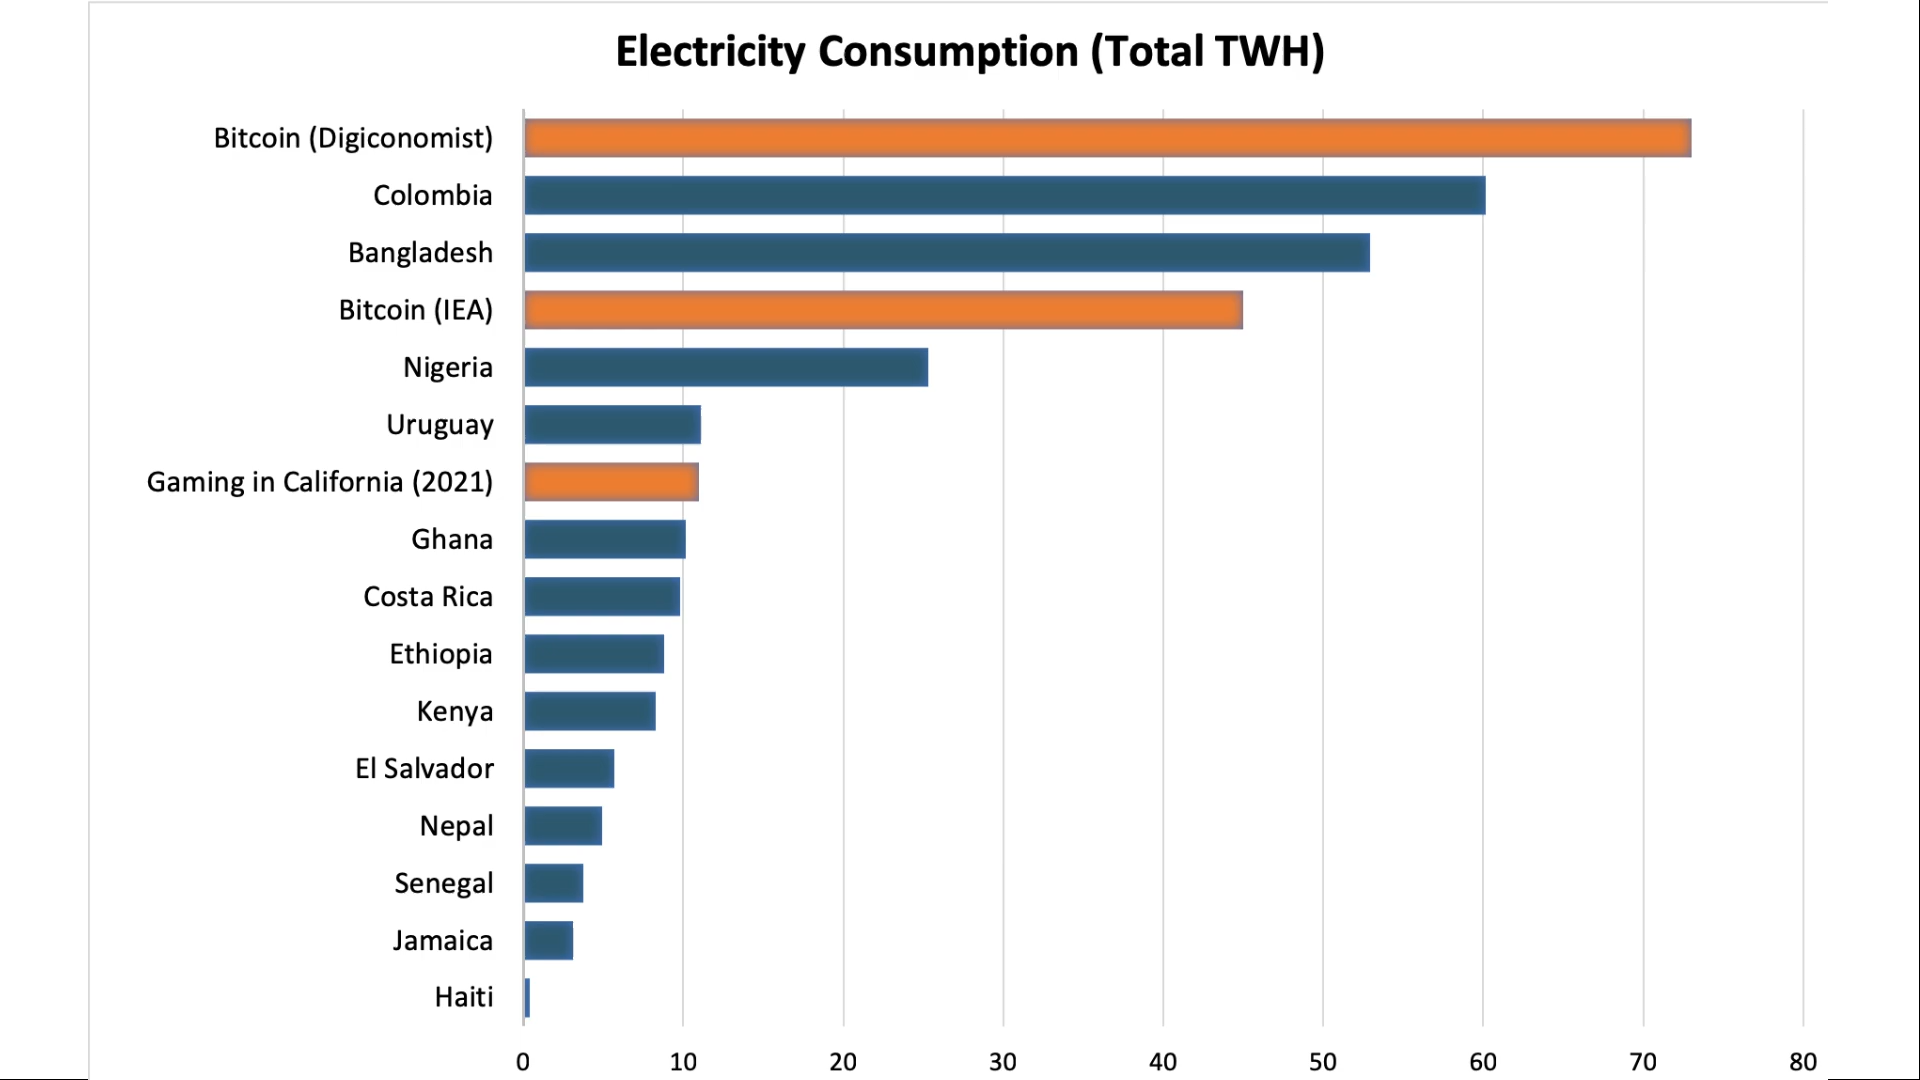 Electricity Consumption (Total TWH)
Bitcoin (Digiconomist)
Colombia
Bangladesh
Bitcoin (IEA)
Nigeria
Uruguay
Gaming in California (2021)
Ghana
Costa Rica
Ethiopia
Kenya
El Salvador
Nepal
Senegal
Jamaica
Haiti
0 10 20 30 40 50 60 70 80